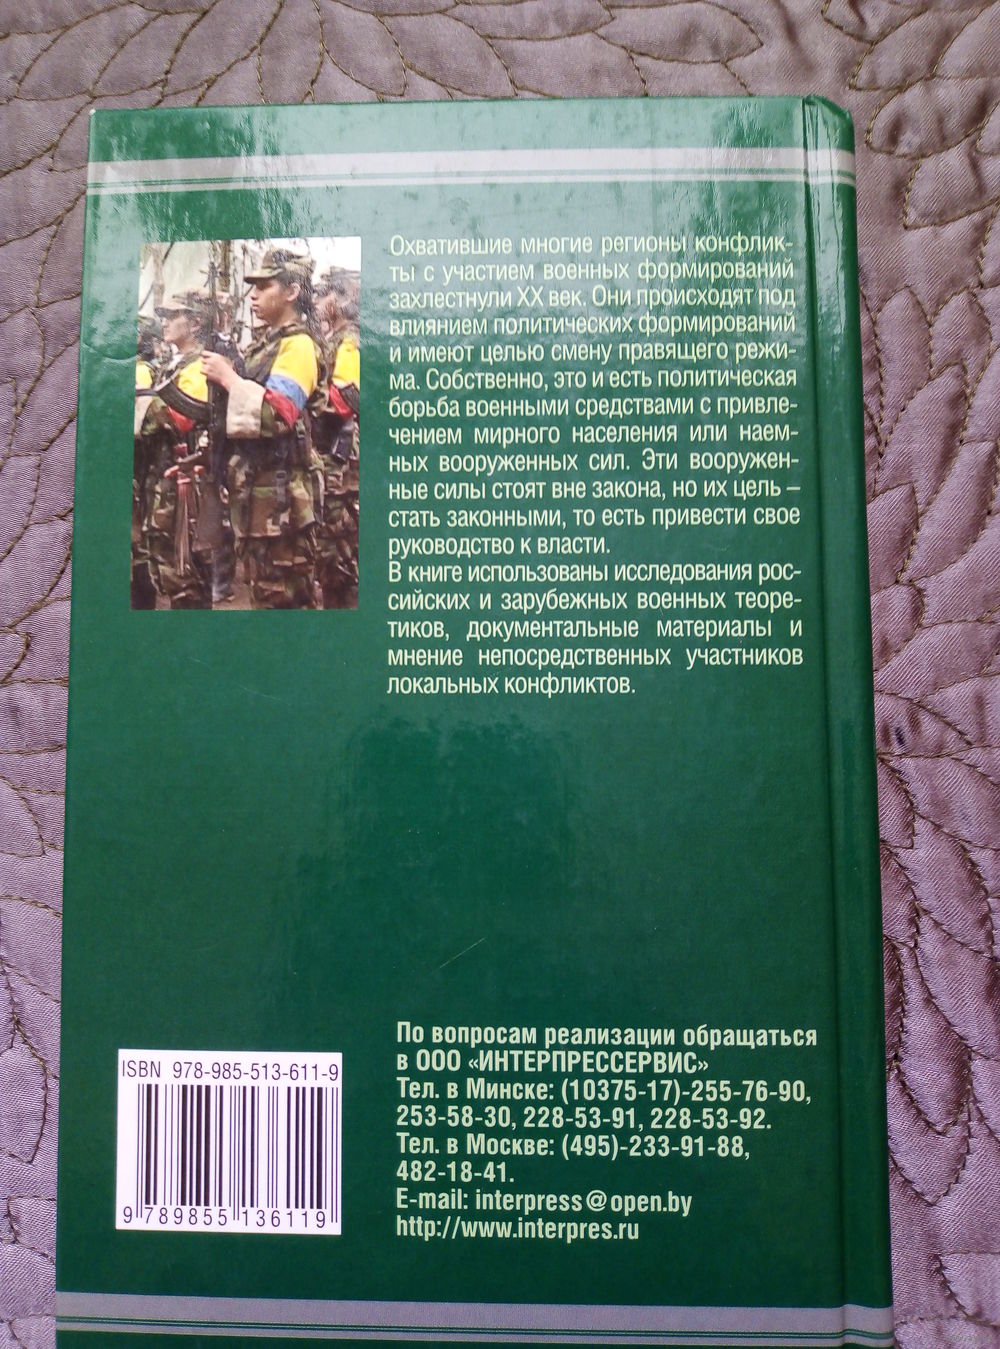 Охватившие многие регионы конфлик-
ты с участием военных формирований
захлестнули XX век. Они происходят под
влиянием политических формирований
и имеют целью смену правящего режи-
ма. Собственно, это и есть политическая
борьба военными средствами с привле-
чением мирного населения или наем-
ных вооруженных сил. Эти вооружен-
ные силы стоят вне закона, но их цель –
стать законными, то есть привести свое
руководство к власти.
В книге использованы исследования рос-
сийских и зарубежных военных теоре-
тиков, документальные материалы и
мнение непосредственных участников
локальных конфликтов.
По вопросам реализации обращаться
в ООО «ИНТЕРПРЕССЕРВИС»
Тел. в Минске: (10375-17)-255-76-90,
253-58-30, 228-53-91, 228-53-92.
Тел. в Москве: (495)-233-91-88,
482-18-41.
E-mail: interpress@open.by
http://www.interpres.ru
ISBN 978-985-513-611-9
9 789855 136119